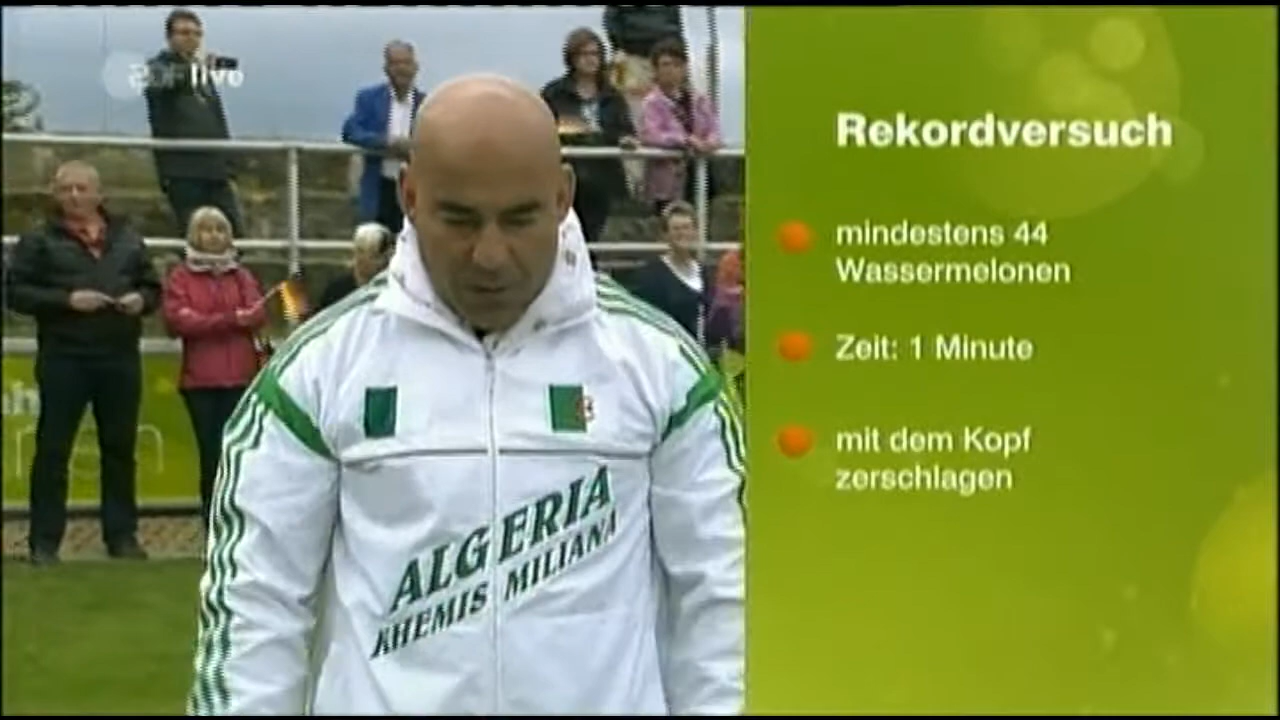 ZDF live
Rekordversuch
mindestens 44
Wassermelonen
Zeit: 1 Minute
mit dem Kopf
zerschlagen
ALGERIA
KHEMIS MILIANA